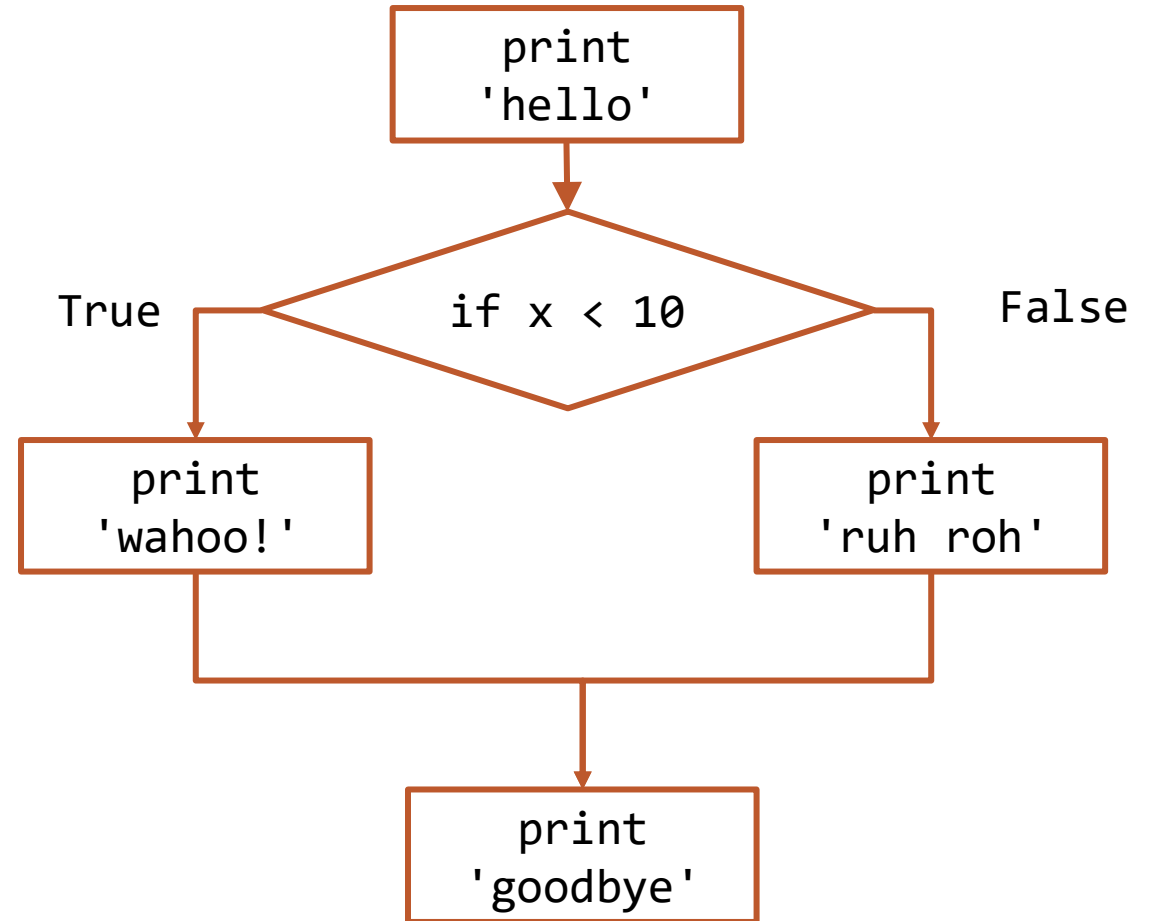 print
'hello'
if x < 10
True
False
print
'wahoo!'
print
'ruh roh'
print
'goodbye'